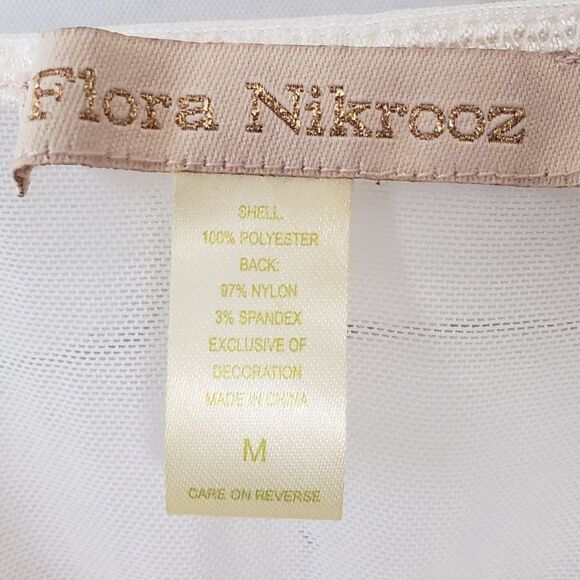 Flora Nikrooz
SHELL:
100% POLYESTER
BACK:
97% NYLON
3% SPANDEX
EXCLUSIVE OF
DECORATION
MADE IN CHINA
M
CARE ON REVERSE